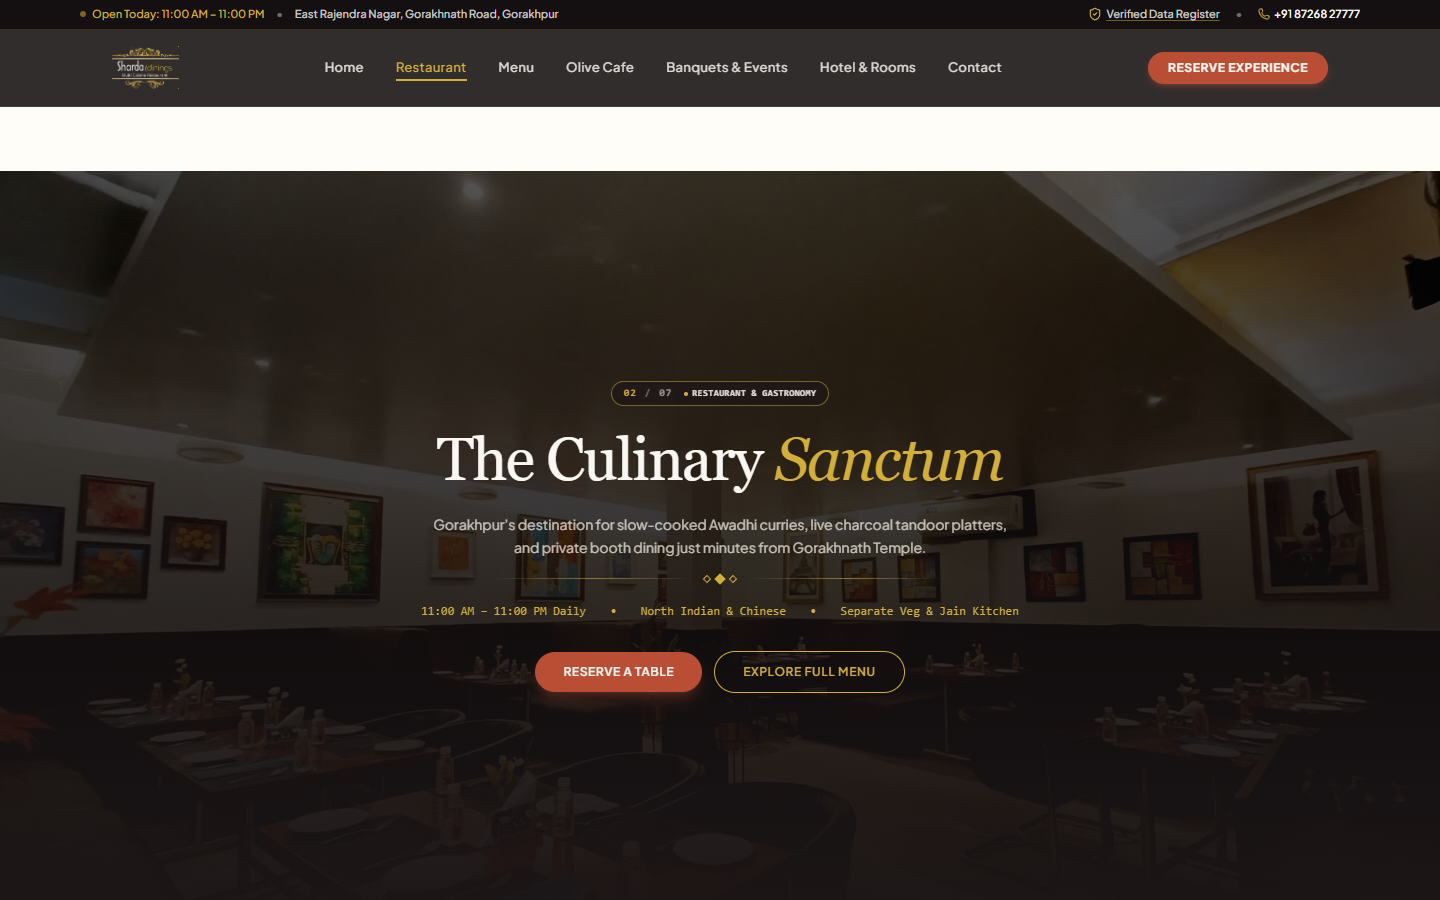 Open Today: 11:00 AM – 11:00 PM • East Rajendra Nagar, Gorakhnath Road, Gorakhpur
Verified Data Register • +91 87268 27777
Sharda
Home Restaurant Menu Olive Cafe Banquets & Events Hotel & Rooms Contact
RESERVE EXPERIENCE
02 / 07 • RESTAURANT & GASTRONOMY
The Culinary Sanctum
Gorakhpur's destination for slow-cooked Awadhi curries, live charcoal tandoor platters,
and private booth dining just minutes from Gorakhnath Temple.
11:00 AM – 11:00 PM Daily • North Indian & Chinese • Separate Veg & Jain Kitchen
RESERVE A TABLE
EXPLORE FULL MENU